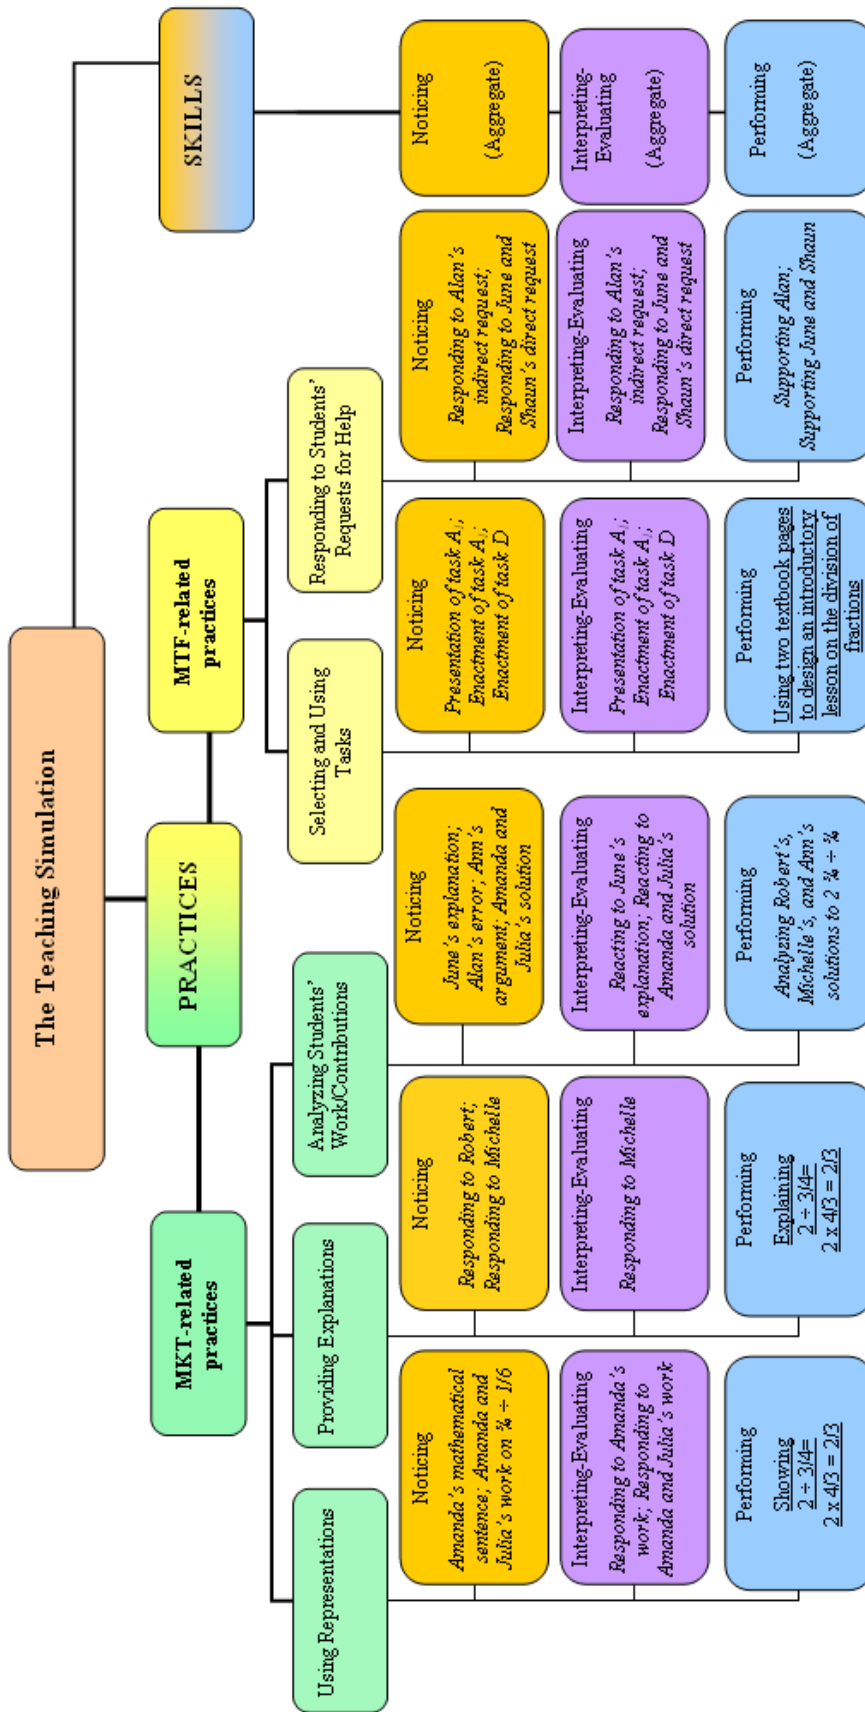 The Teaching Simulation
PRACTICES
SKILLS
MKT-related
practices
MTF-related
practices
Using Representations
Providing Explanations
Analyzing Students'
Work/Contributions
Selecting and Using
Tasks
Responding to Students'
Requests for Help
Noticing
Amanda's mathematical
sentence; Amanda and
Julia's work on ¾ ÷ 1/6
Noticing
Responding to Robert;
Responding to Michelle
Noticing
June's explanation;
Alan's error; Ann's
argument; Amanda and
Julia's solution
Noticing
Presentation of task A₁;
Enactment of task A₁;
Enactment of task D
Noticing
Responding to Alan's
indirect request;
Responding to June and
Shaun's direct request
Noticing
(Aggregate)
Interpreting-Evaluating
Responding to Amanda's
work; Responding to
Amanda and Julia's work
Interpreting-Evaluating
Responding to Michelle
Interpreting-Evaluating
Reacting to June's
explanation; Reacting to
Amanda and Julia's
solution
Interpreting-Evaluating
Presentation of task A₁;
Enactment of task A₁;
Enactment of task D
Interpreting-Evaluating
Responding to Alan's
indirect request;
Responding to June and
Shaun's direct request
Interpreting-
Evaluating
(Aggregate)
Performing
Showing
2 ÷ 3/4=
2 x 4/3 = 2/3
Performing
Explaining
2 ÷ 3/4=
2 x 4/3 = 2/3
Performing
Analyzing Robert's,
Michelle's, and Ann's
solutions to 2 ¾ ÷ ¾
Performing
Using two textbook pages
to design an introductory
lesson on the division of
fractions
Performing
Supporting Alan;
Supporting June and Shaun
Performing
(Aggregate)